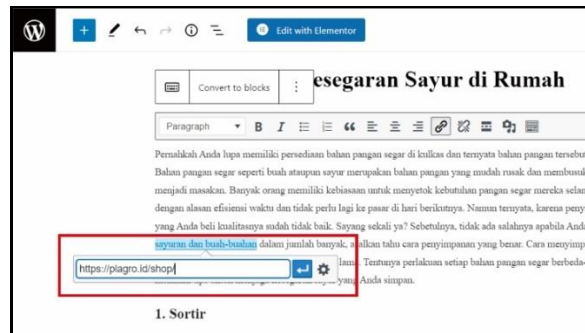 Edit with Elementor
Convert to blocks
esegaran Sayur di Rumah
Paragraph
Pernahkah Anda lupa memiliki persediaan bahan pangan segar di kulkas dan ternyata bahan pangan tersebut
Bahan pangan segar seperti buah ataupun sayur merupakan bahan pangan yang mudah rusak dan membusuk
menjadi masakan. Banyak orang memiliki kebiasaan untuk menyetok kebutuhan pangan segar mereka selam
dengan alasan efisiensi waktu dan tidak perlu lagi ke pasar di hari berikutnya. Namun ternyata, karena peny
yang Anda beli kualitasnya sudah tidak baik. Sayang sekali ya? Sebetulnya, tidak ada salahnya apabila Anda
sayuran dan buah-buahan dalam jumlah banyak, asalkan tahu cara penyimpanan yang benar. Cara menyimp
https://plagro.id/shop/
lama. Tentunya perlakuan setiap bahan pangan segar berbeda-
yang Anda simpan.
1. Sortir